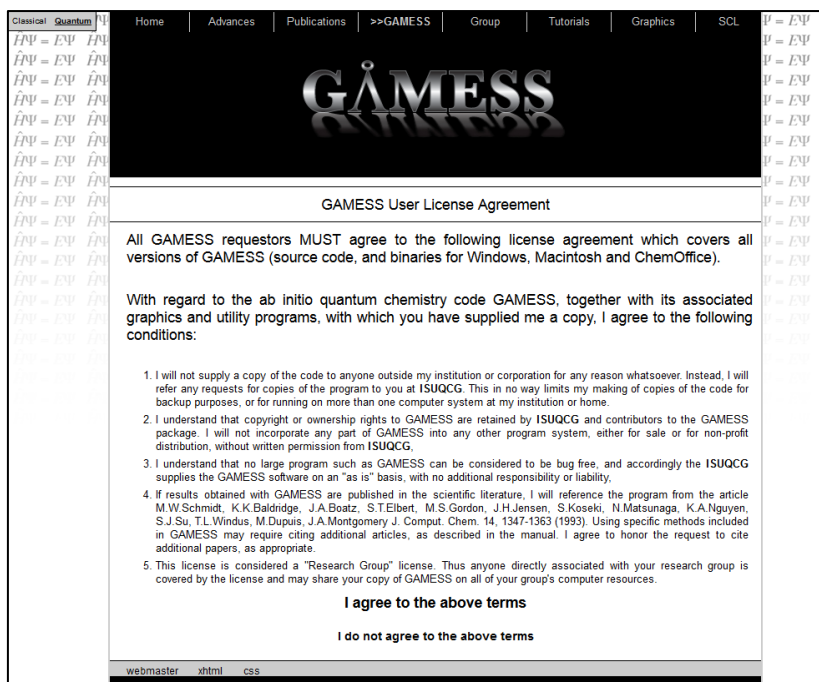 Classical Quantum
Home Advances Publications >>GAMESS Group Tutorials Graphics SCL
ĤΨ = EΨ
GÅMESS
GAMESS User License Agreement
All GAMESS requestors MUST agree to the following license agreement which covers all
versions of GAMESS (source code, and binaries for Windows, Macintosh and ChemOffice).
With regard to the ab initio quantum chemistry code GAMESS, together with its associated
graphics and utility programs, with which you have supplied me a copy, I agree to the following
conditions:
1. I will not supply a copy of the code to anyone outside my institution or corporation for any reason whatsoever. Instead, I will
refer any requests for copies of the program to you at ISUQCG. This in no way limits my making of copies of the code for
backup purposes, or for running on more than one computer system at my institution or home.
2. I understand that copyright or ownership rights to GAMESS are retained by ISUQCG and contributors to the GAMESS
package. I will not incorporate any part of GAMESS into any other program system, either for sale or for non-profit
distribution, without written permission from ISUQCG,
3. I understand that no large program such as GAMESS can be considered to be bug free, and accordingly the ISUQCG
supplies the GAMESS software on an "as is" basis, with no additional responsibility or liability,
4. If results obtained with GAMESS are published in the scientific literature, I will reference the program from the article
M.W.Schmidt, K.K.Baldridge, J.A.Boatz, S.T.Elbert, M.S.Gordon, J.H.Jensen, S.Koseki, N.Matsunaga, K.A.Nguyen,
S.J.Su, T.L.Windus, M.Dupuis, J.A.Montgomery J. Comput. Chem. 14, 1347-1363 (1993). Using specific methods included
in GAMESS may require citing additional articles, as described in the manual. I agree to honor the request to cite
additional papers, as appropriate.
5. This license is considered a "Research Group" license. Thus anyone directly associated with your research group is
covered by the license and may share your copy of GAMESS on all of your group's computer resources.
I agree to the above terms
I do not agree to the above terms
webmaster xhtml css